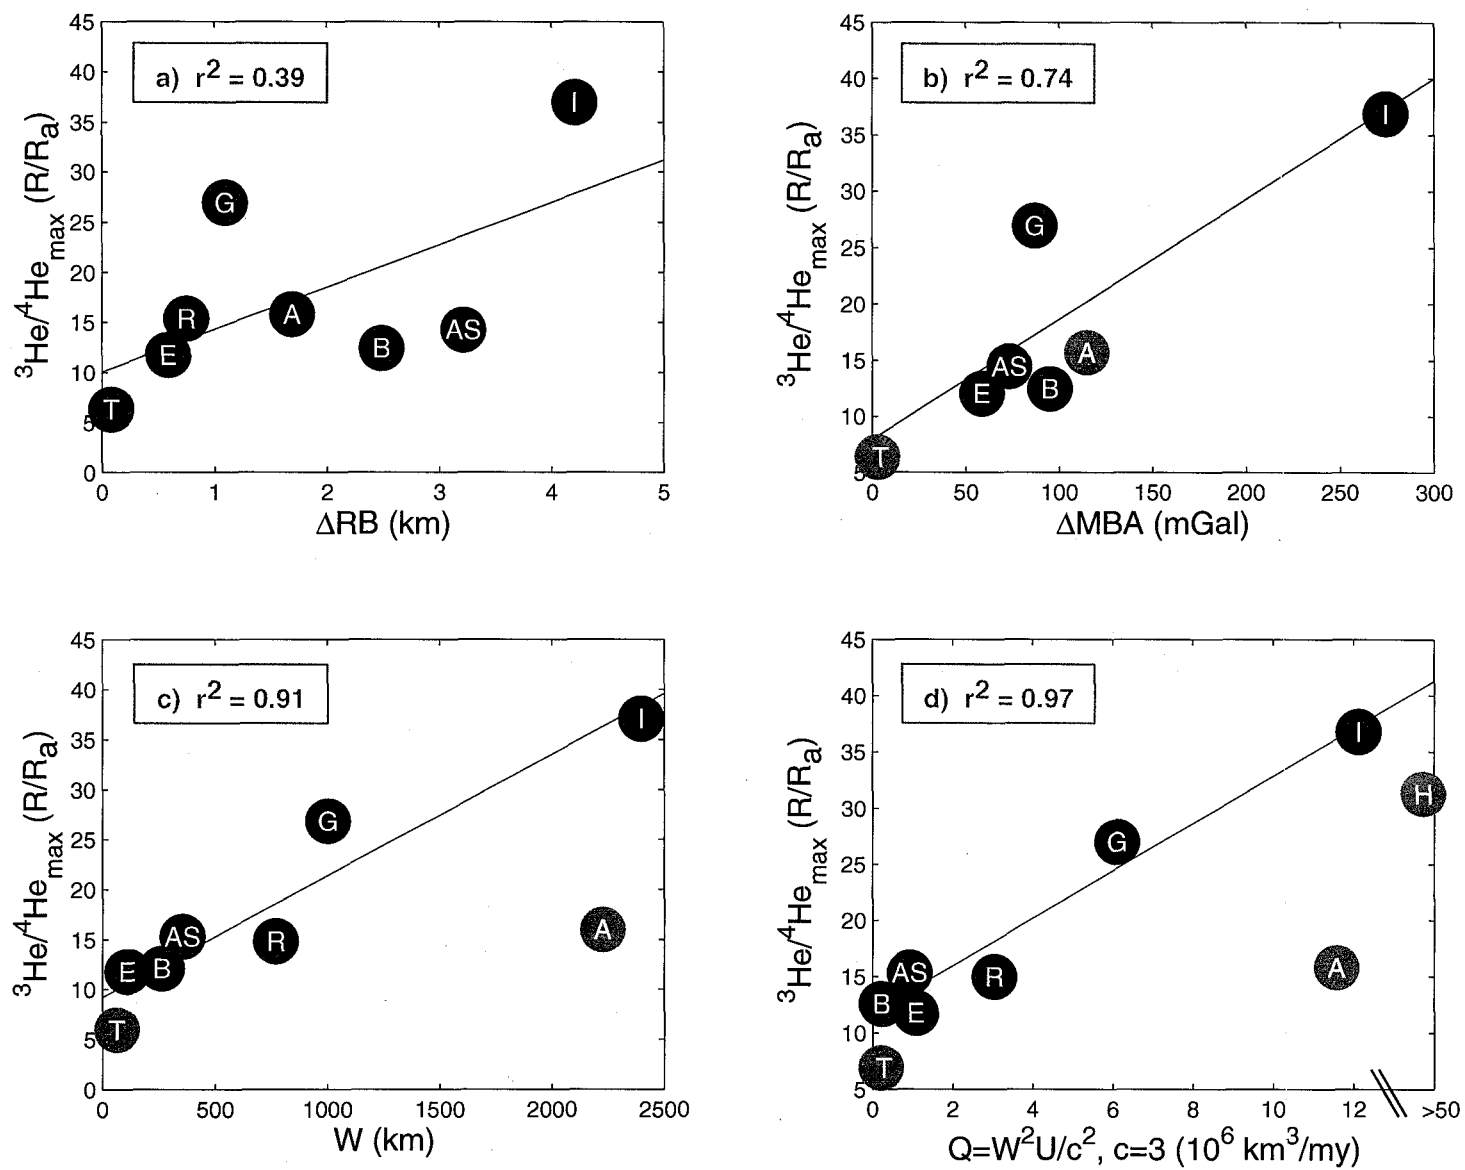 a) r² = 0.39
³He/⁴He_max (R/R_a)
45
40
35
30
25
20
15
10
5
0
I
G
R
A
E
B
AS
T
0 1 2 3 4 5
ΔRB (km)
b) r² = 0.74
³He/⁴He_max (R/R_a)
45
40
35
30
25
20
15
10
5
I
G
AS
A
E
B
T
0 50 100 150 200 250 300
ΔMBA (mGal)
c) r² = 0.91
³He/⁴He_max (R/R_a)
45
40
35
30
25
20
15
10
5
0
I
G
AS
R
A
E
B
T
0 500 1000 1500 2000 2500
W (km)
d) r² = 0.97
³He/⁴He_max (R/R_a)
45
40
35
30
25
20
15
10
5
I
H
G
AS
R
A
B
E
T
0 2 4 6 8 10 12 >50
Q=W²U/c², c=3 (10⁶ km³/my)